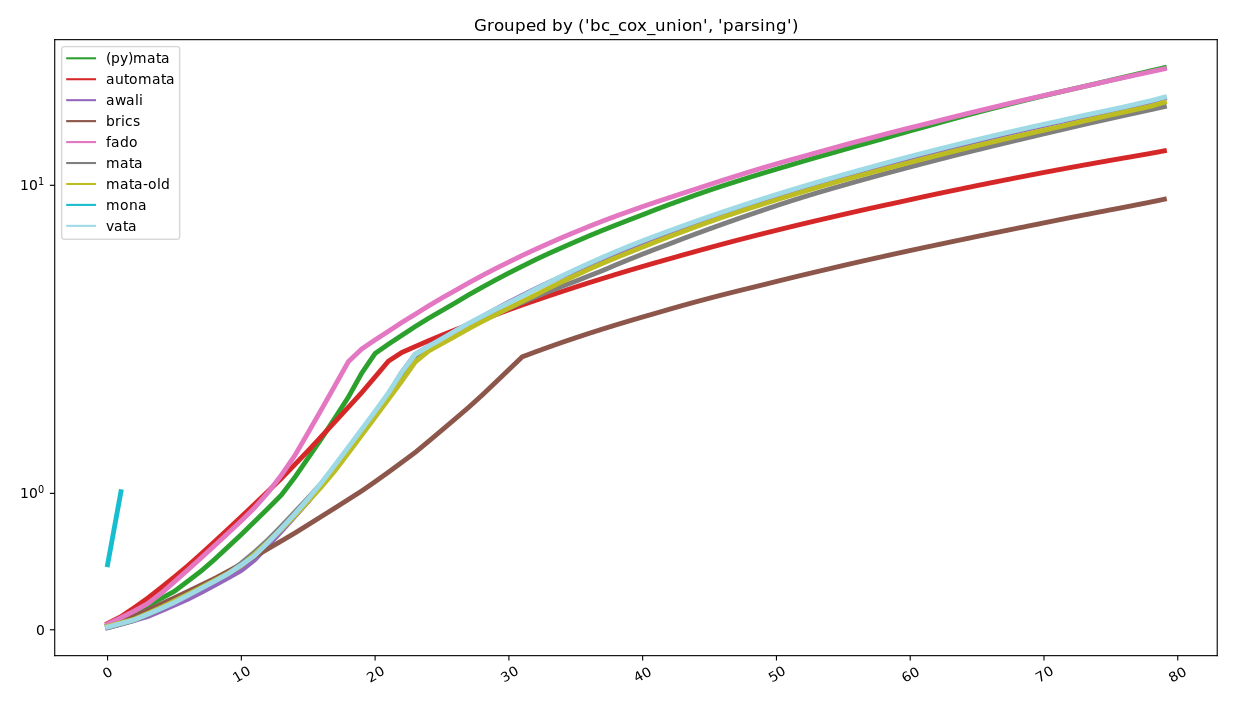 Grouped by ('bc_cox_union', 'parsing')
(py)mata
automata
awali
brics
fado
mata
mata-old
mona
vata
10¹
10⁰
0
0 10 20 30 40 50 60 70 80